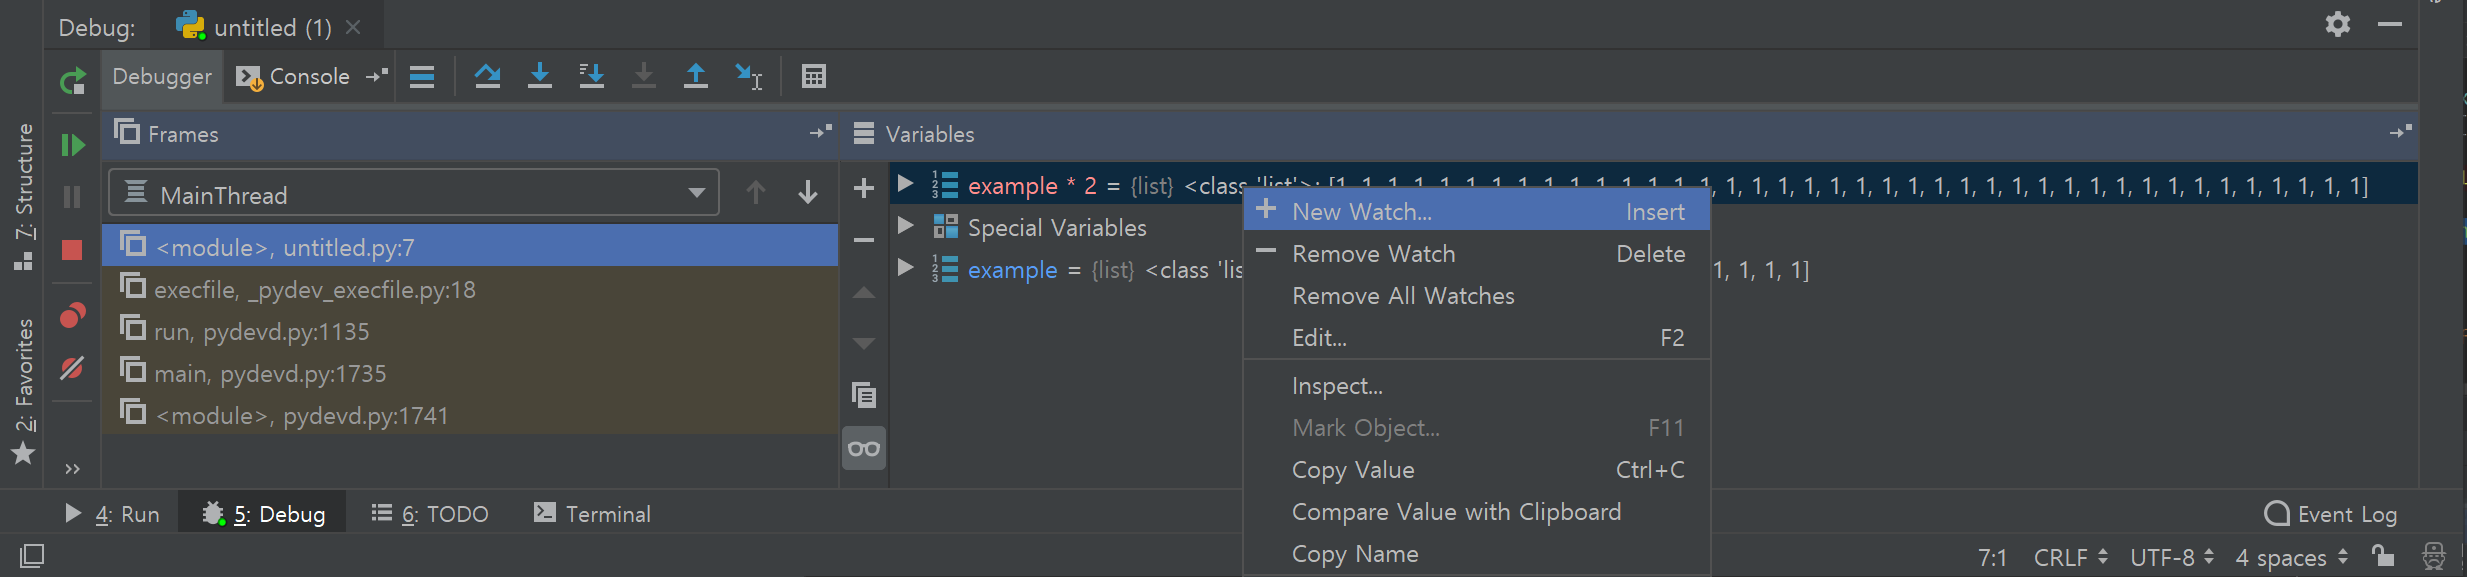 Debug: untitled (1)
Debugger Console
Frames
Variables
MainThread
<module>, untitled.py:7
execfile, _pydev_execfile.py:18
run, pydevd.py:1135
main, pydevd.py:1735
<module>, pydevd.py:1741
example * 2 = {list} <class 'list'>: [1, 1, 1, 1, 1, 1, 1, 1, 1, 1, 1, 1, 1, 1, 1, 1, 1, 1, 1, 1, 1, 1, 1, 1, 1, 1, 1, 1, 1, 1, 1, 1, 1, 1, 1, 1, 1, 1, 1, 1]
Special Variables
example = {list} <class 'lis
1, 1, 1, 1]
New Watch... Insert
Remove Watch Delete
Remove All Watches
Edit... F2
Inspect...
Mark Object... F11
Copy Value Ctrl+C
Compare Value with Clipboard
Copy Name
7: Structure
2: Favorites
4: Run 5: Debug 6: TODO Terminal
Event Log
7:1 CRLF UTF-8 4 spaces